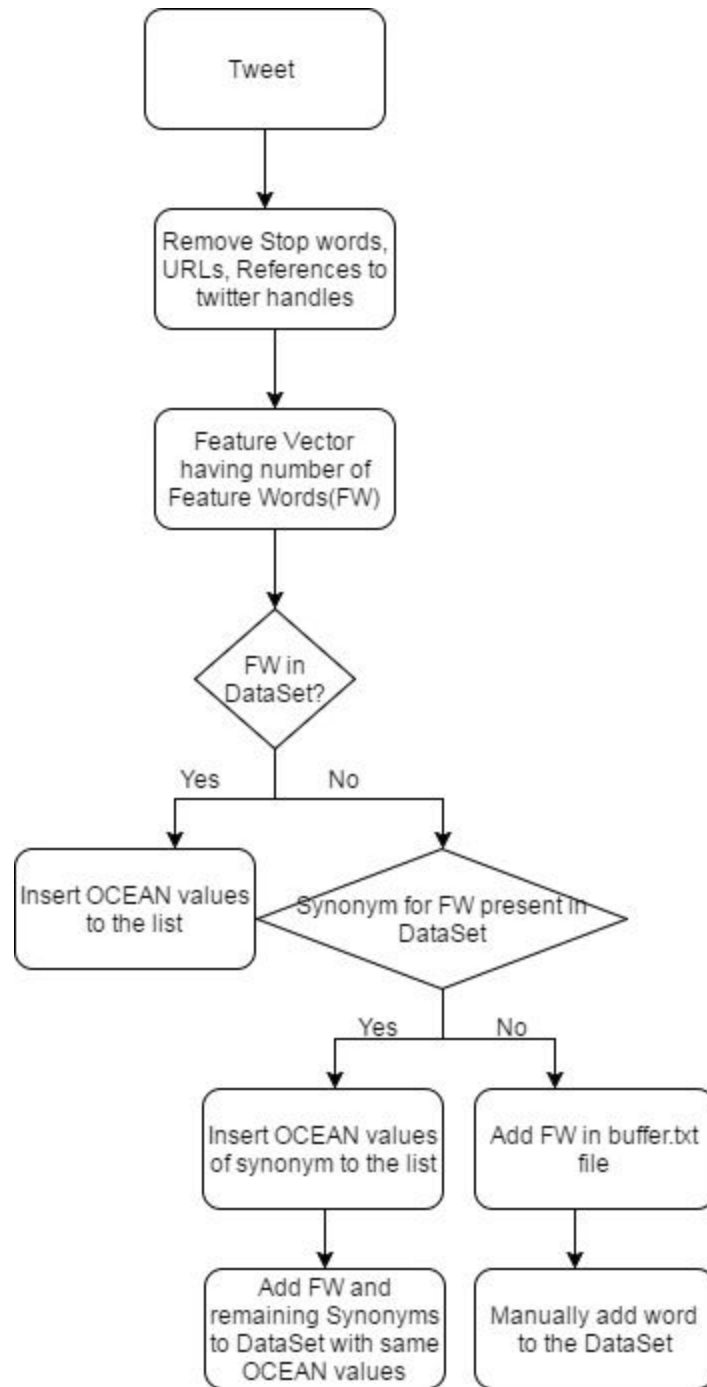 Tweet
Remove Stop words,
URLs, References to
twitter handles
Feature Vector
having number of
Feature Words(FW)
FW in
DataSet?
Yes
No
Insert OCEAN values
to the list
Synonym for FW present in
DataSet
Yes
No
Insert OCEAN values
of synonym to the list
Add FW in buffer.txt
file
Add FW and
remaining Synonyms
to DataSet with same
OCEAN values
Manually add word
to the DataSet